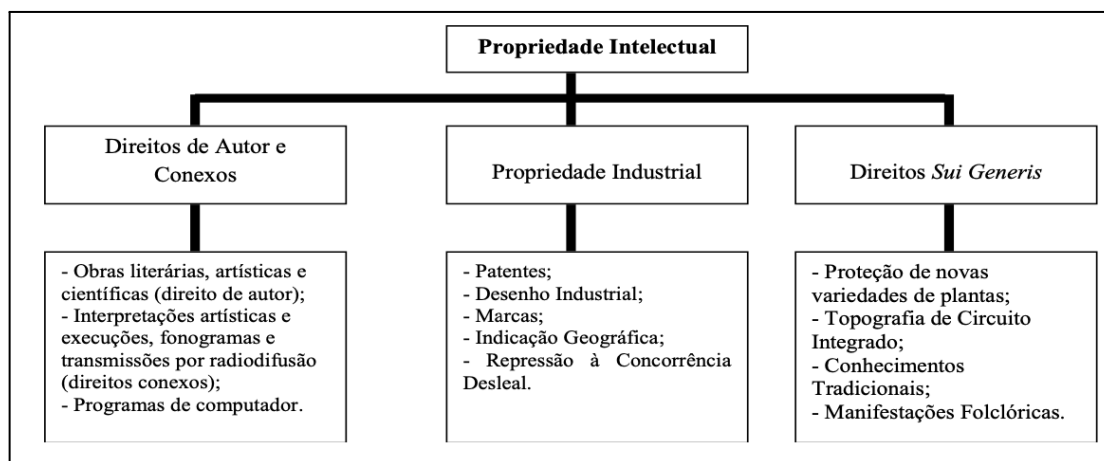 Propriedade Intelectual
Direitos de Autor e
Conexos
Propriedade Industrial
Direitos Sui Generis
- Obras literárias, artísticas e
científicas (direito de autor);
- Interpretações artísticas e
execuções, fonogramas e
transmissões por radiodifusão
(direitos conexos);
- Programas de computador.
- Patentes;
- Desenho Industrial;
- Marcas;
- Indicação Geográfica;
- Repressão à Concorrência
Desleal.
- Proteção de novas
variedades de plantas;
- Topografia de Circuito
Integrado;
- Conhecimentos
Tradicionais;
- Manifestações Folclóricas.